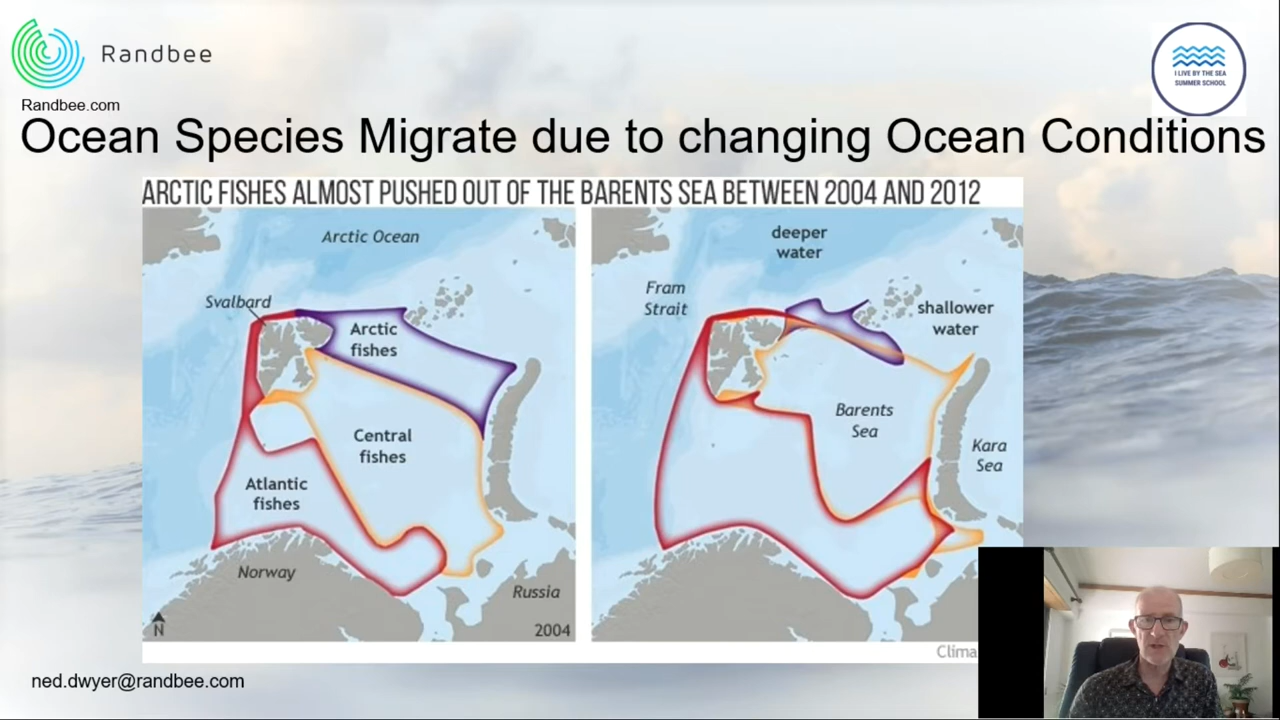 Randbee
Randbee.com
I LIVE BY THE SEA
SUMMER SCHOOL
Ocean Species Migrate due to changing Ocean Conditions
ARCTIC FISHES ALMOST PUSHED OUT OF THE BARENTS SEA BETWEEN 2004 AND 2012
Arctic Ocean
Svalbard
Arctic
fishes
Central
fishes
Atlantic
fishes
Norway
Russia
N
2004
deeper
water
Fram
Strait
shallower
water
Barents
Sea
Kara
Sea
Clima
ned.dwyer@randbee.com